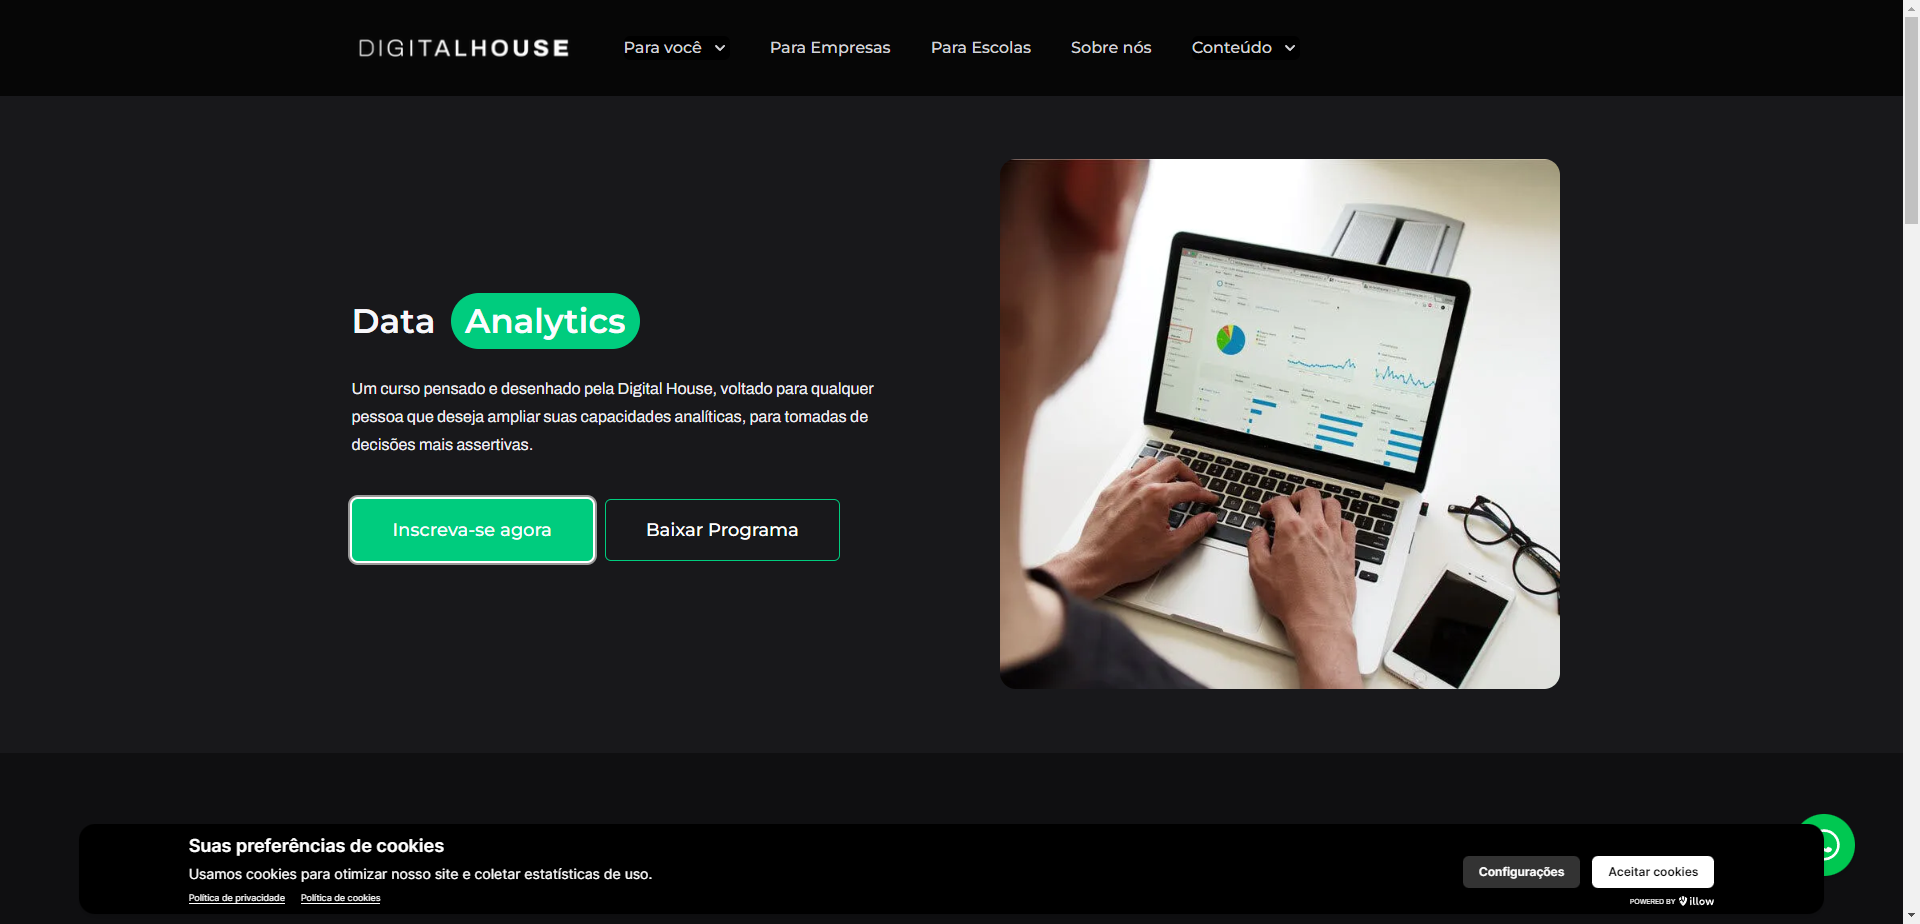 DIGITALHOUSE
Para você
Para Empresas
Para Escolas
Sobre nós
Conteúdo
Data Analytics
Um curso pensado e desenhado pela Digital House, voltado para qualquer
pessoa que deseja ampliar suas capacidades analíticas, para tomadas de
decisões mais assertivas.
Inscreva-se agora
Baixar Programa
Suas preferências de cookies
Usamos cookies para otimizar nosso site e coletar estatísticas de uso.
Política de privacidade
Política de cookies
Configurações
Aceitar cookies
POWERED BY illow